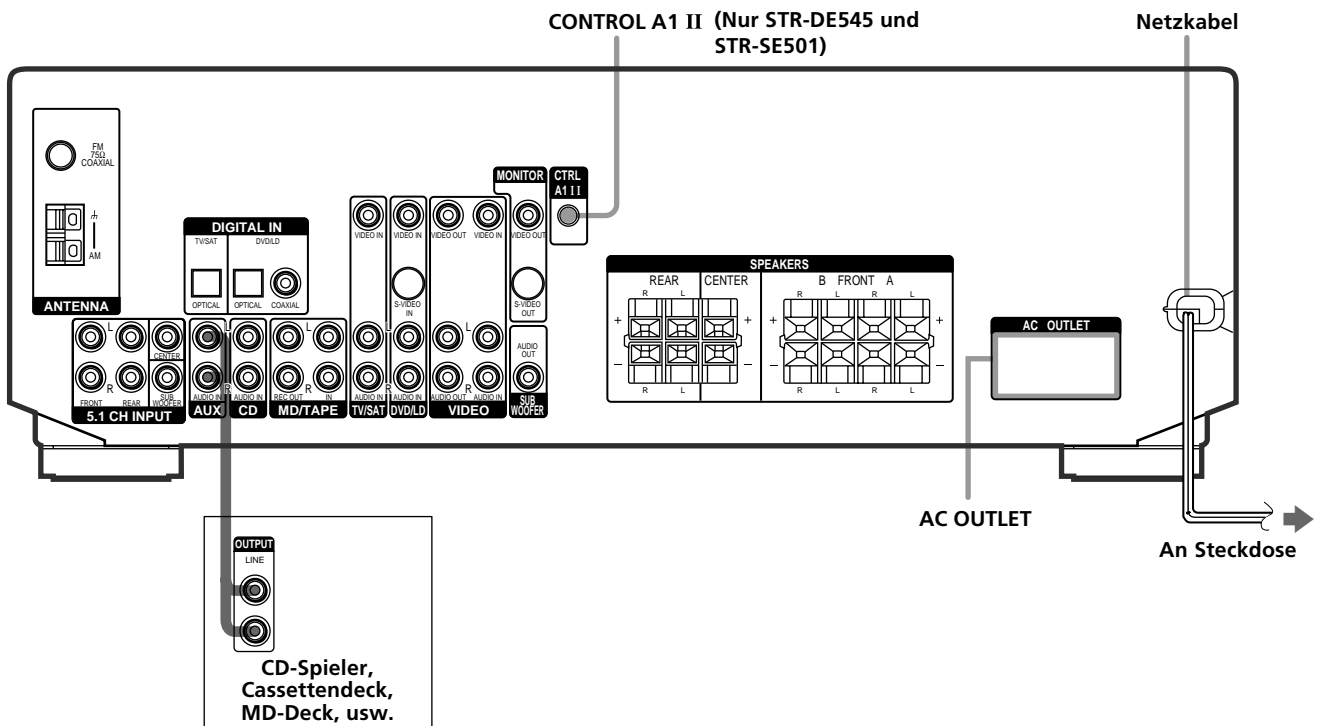 CONTROL A1 II (Nur STR-DE545 und
STR-SE501)
Netzkabel
FM
75Ω
COAXIAL
AM
ANTENNA
DIGITAL IN
TV/SAT
DVD/LD
OPTICAL
OPTICAL
COAXIAL
MONITOR
CTRL
A1 II
VIDEO IN
VIDEO IN
VIDEO OUT
VIDEO IN
VIDEO OUT
S-VIDEO
IN
S-VIDEO
OUT
AUDIO
OUT
SPEAKERS
REAR
CENTER
B FRONT A
R L
R L R L
+ +
+ +
– –
– –
R L
R L R L
AC OUTLET
L
CENTER
L
L
L
L
R
R
R
R
R
FRONT
REAR
SUB
WOOFER
AUDIO IN
AUDIO IN
REC OUT
IN
AUDIO IN
AUDIO IN
AUDIO OUT
AUDIO IN
5.1 CH INPUT
AUX
CD
MD/TAPE
TV/SAT
DVD/LD
VIDEO
SUB
WOOFER
AC OUTLET
An Steckdose
OUTPUT
LINE
CD-Spieler,
Cassettendeck,
MD-Deck, usw.